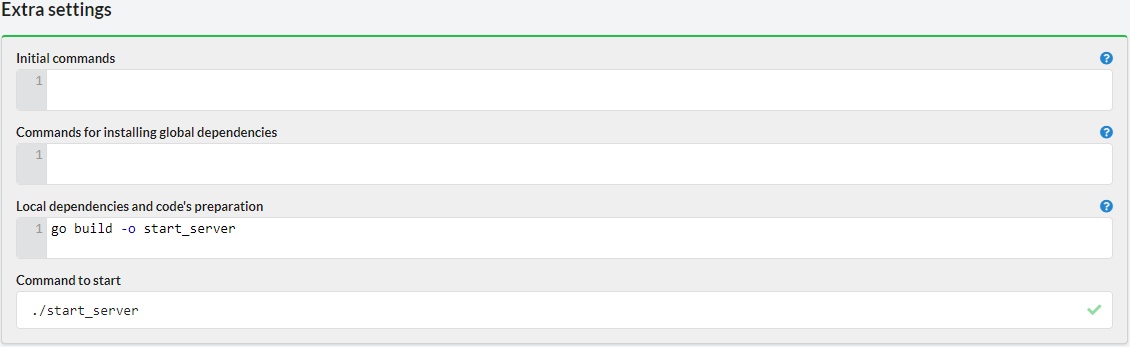 Extra settings
Initial commands
1
Commands for installing global dependencies
1
Local dependencies and code's preparation
1 go build -o start_server
Command to start
./start_server